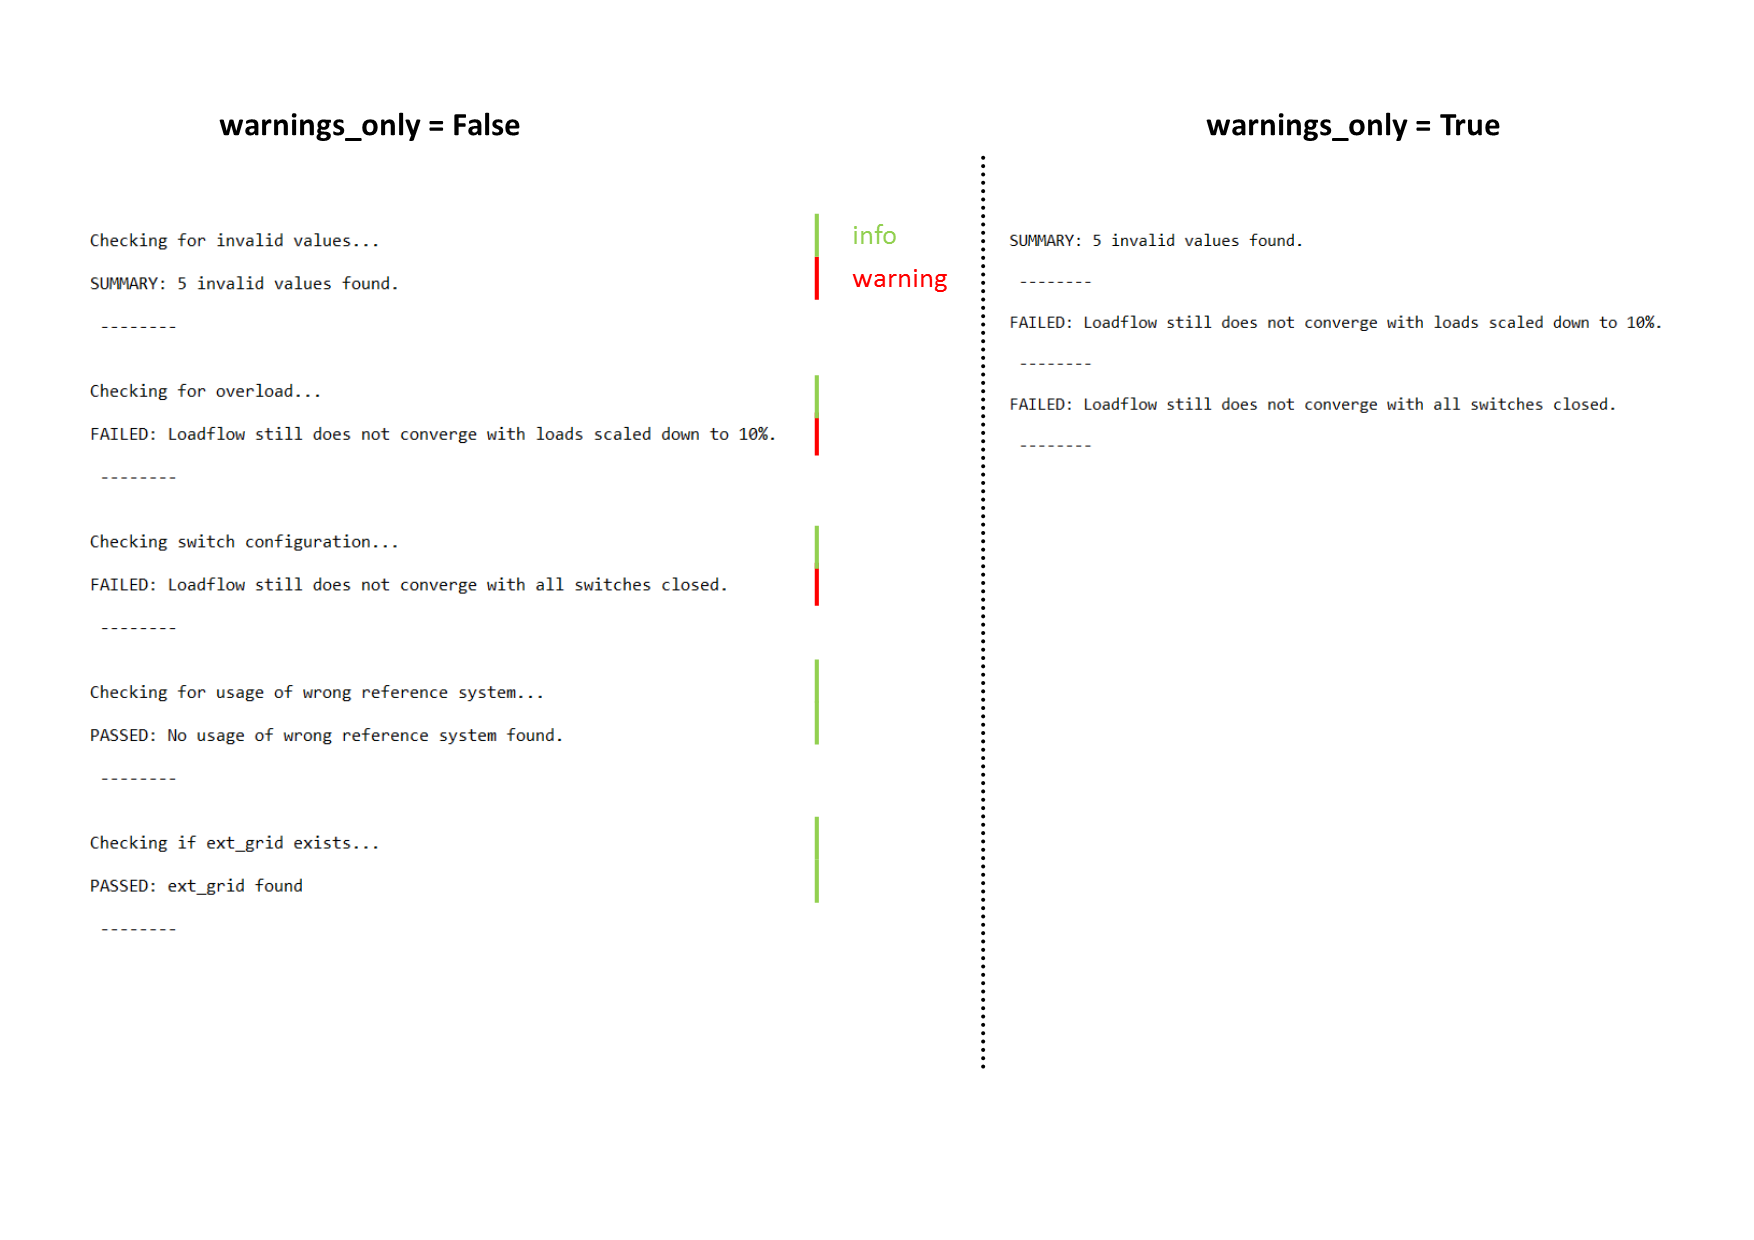 warnings_only = False
Checking for invalid values...
SUMMARY: 5 invalid values found.
--------
Checking for overload...
FAILED: Loadflow still does not converge with loads scaled down to 10%.
--------
Checking switch configuration...
FAILED: Loadflow still does not converge with all switches closed.
--------
Checking for usage of wrong reference system...
PASSED: No usage of wrong reference system found.
--------
Checking if ext_grid exists...
PASSED: ext_grid found
--------
info
warning
warnings_only = True
SUMMARY: 5 invalid values found.
--------
FAILED: Loadflow still does not converge with loads scaled down to 10%.
--------
FAILED: Loadflow still does not converge with all switches closed.
--------